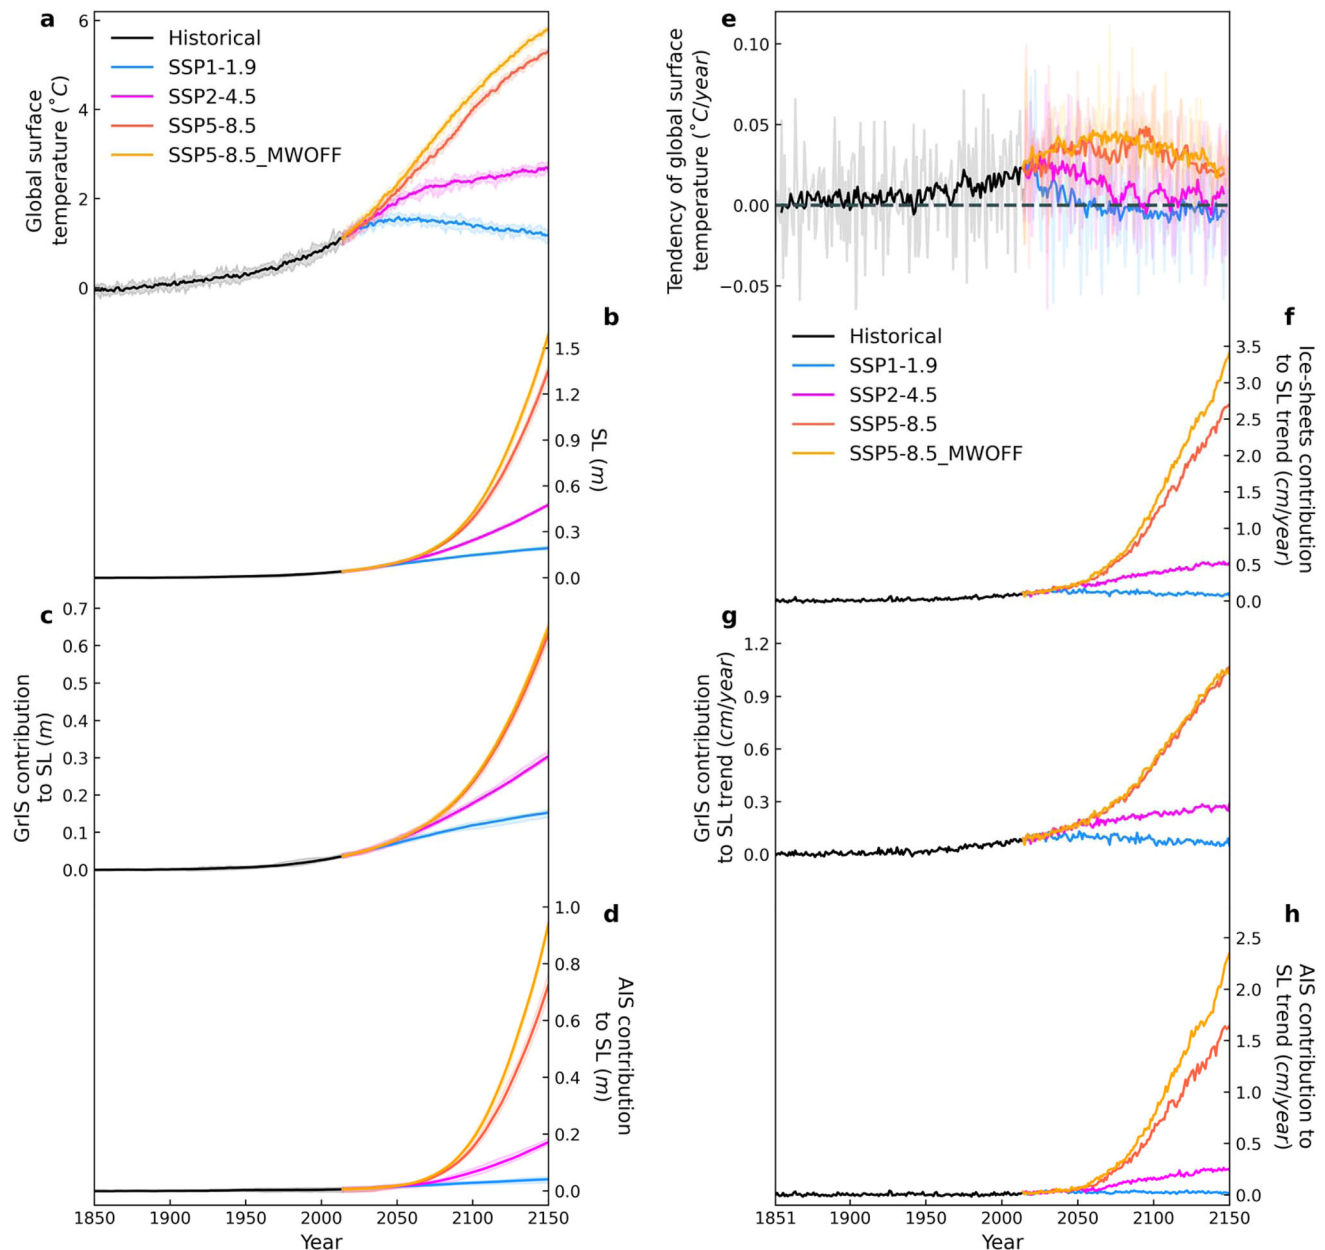 a
6
4
2
0
Global surface
temperature (°C)
Historical
SSP1-1.9
SSP2-4.5
SSP5-8.5
SSP5-8.5_MWOFF
b
1.5
1.2
0.9
0.6
0.3
0.0
SL (m)
c
0.7
0.6
0.5
0.4
0.3
0.2
0.1
0.0
GrIS contribution
to SL (m)
d
1.0
0.8
0.6
0.4
0.2
0.0
AIS contribution
to SL (m)
1850 1900 1950 2000 2050 2100 2150
Year
e
0.10
0.05
0.00
−0.05
Tendency of global surface
temperature (°C/year)
Historical
SSP1-1.9
SSP2-4.5
SSP5-8.5
SSP5-8.5_MWOFF
f
3.5
3.0
2.5
2.0
1.5
1.0
0.5
0.0
Ice-sheets contribution
to SL trend (cm/year)
g
1.2
0.9
0.6
0.3
0.0
GrIS contribution
to SL trend (cm/year)
h
2.5
2.0
1.5
1.0
0.5
0.0
AIS contribution to
SL trend (cm/year)
1851 1900 1950 2000 2050 2100 2150
Year